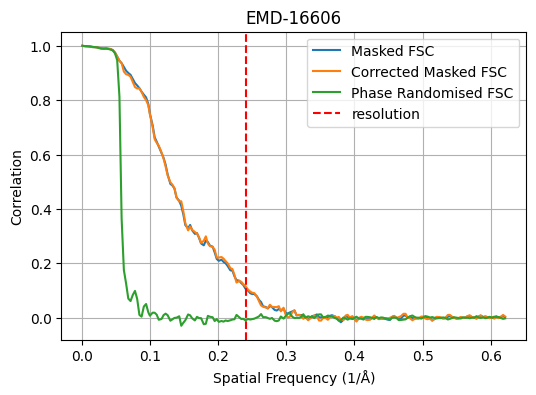 EMD-16606
Masked FSC
Corrected Masked FSC
Phase Randomised FSC
resolution
1.0
0.8
0.6
0.4
0.2
0.0
Correlation
0.0 0.1 0.2 0.3 0.4 0.5 0.6
Spatial Frequency (1/Å)